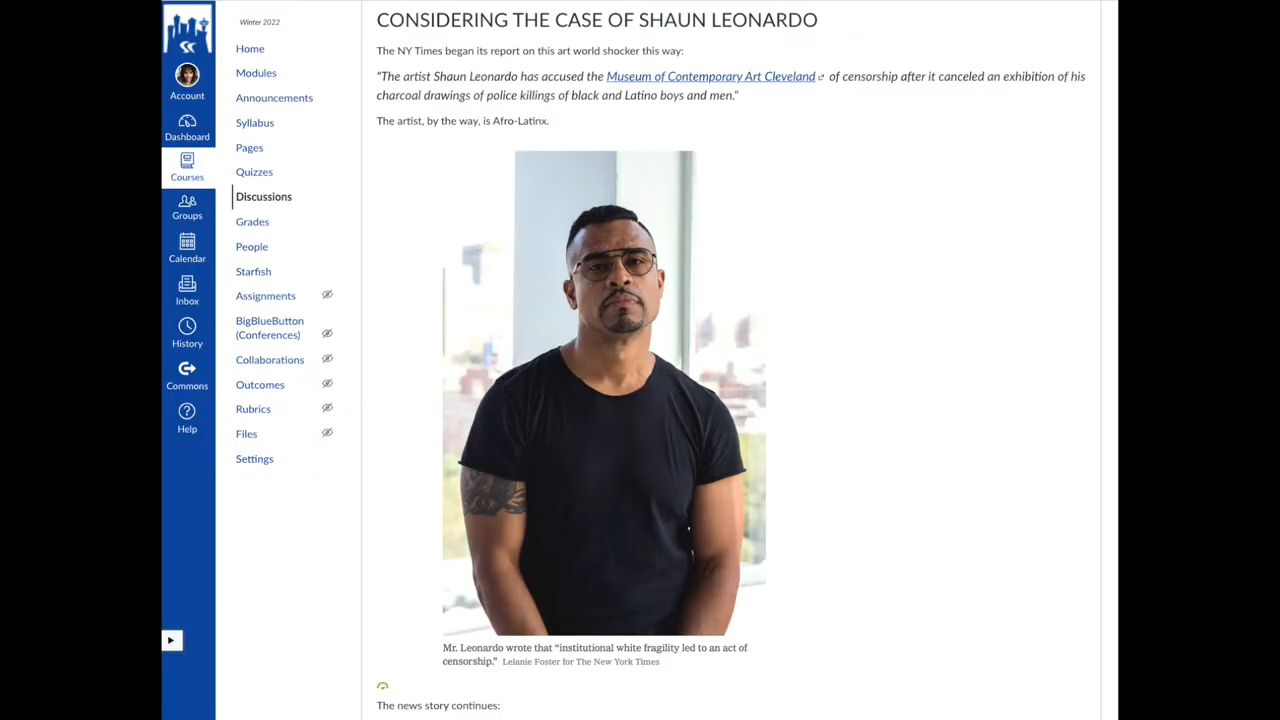 Winter 2022
Account
Dashboard
Courses
Groups
Calendar
Inbox
History
Commons
Help
Home
Modules
Announcements
Syllabus
Pages
Quizzes
Discussions
Grades
People
Starfish
Assignments
BigBlueButton
(Conferences)
Collaborations
Outcomes
Rubrics
Files
Settings
CONSIDERING THE CASE OF SHAUN LEONARDO
The NY Times began its report on this art world shocker this way:
"The artist Shaun Leonardo has accused the Museum of Contemporary Art Cleveland of censorship after it canceled an exhibition of his
charcoal drawings of police killings of black and Latino boys and men."
The artist, by the way, is Afro-Latinx.
Mr. Leonardo wrote that “institutional white fragility led to an act of
censorship.” Lelanie Foster for The New York Times
The news story continues: